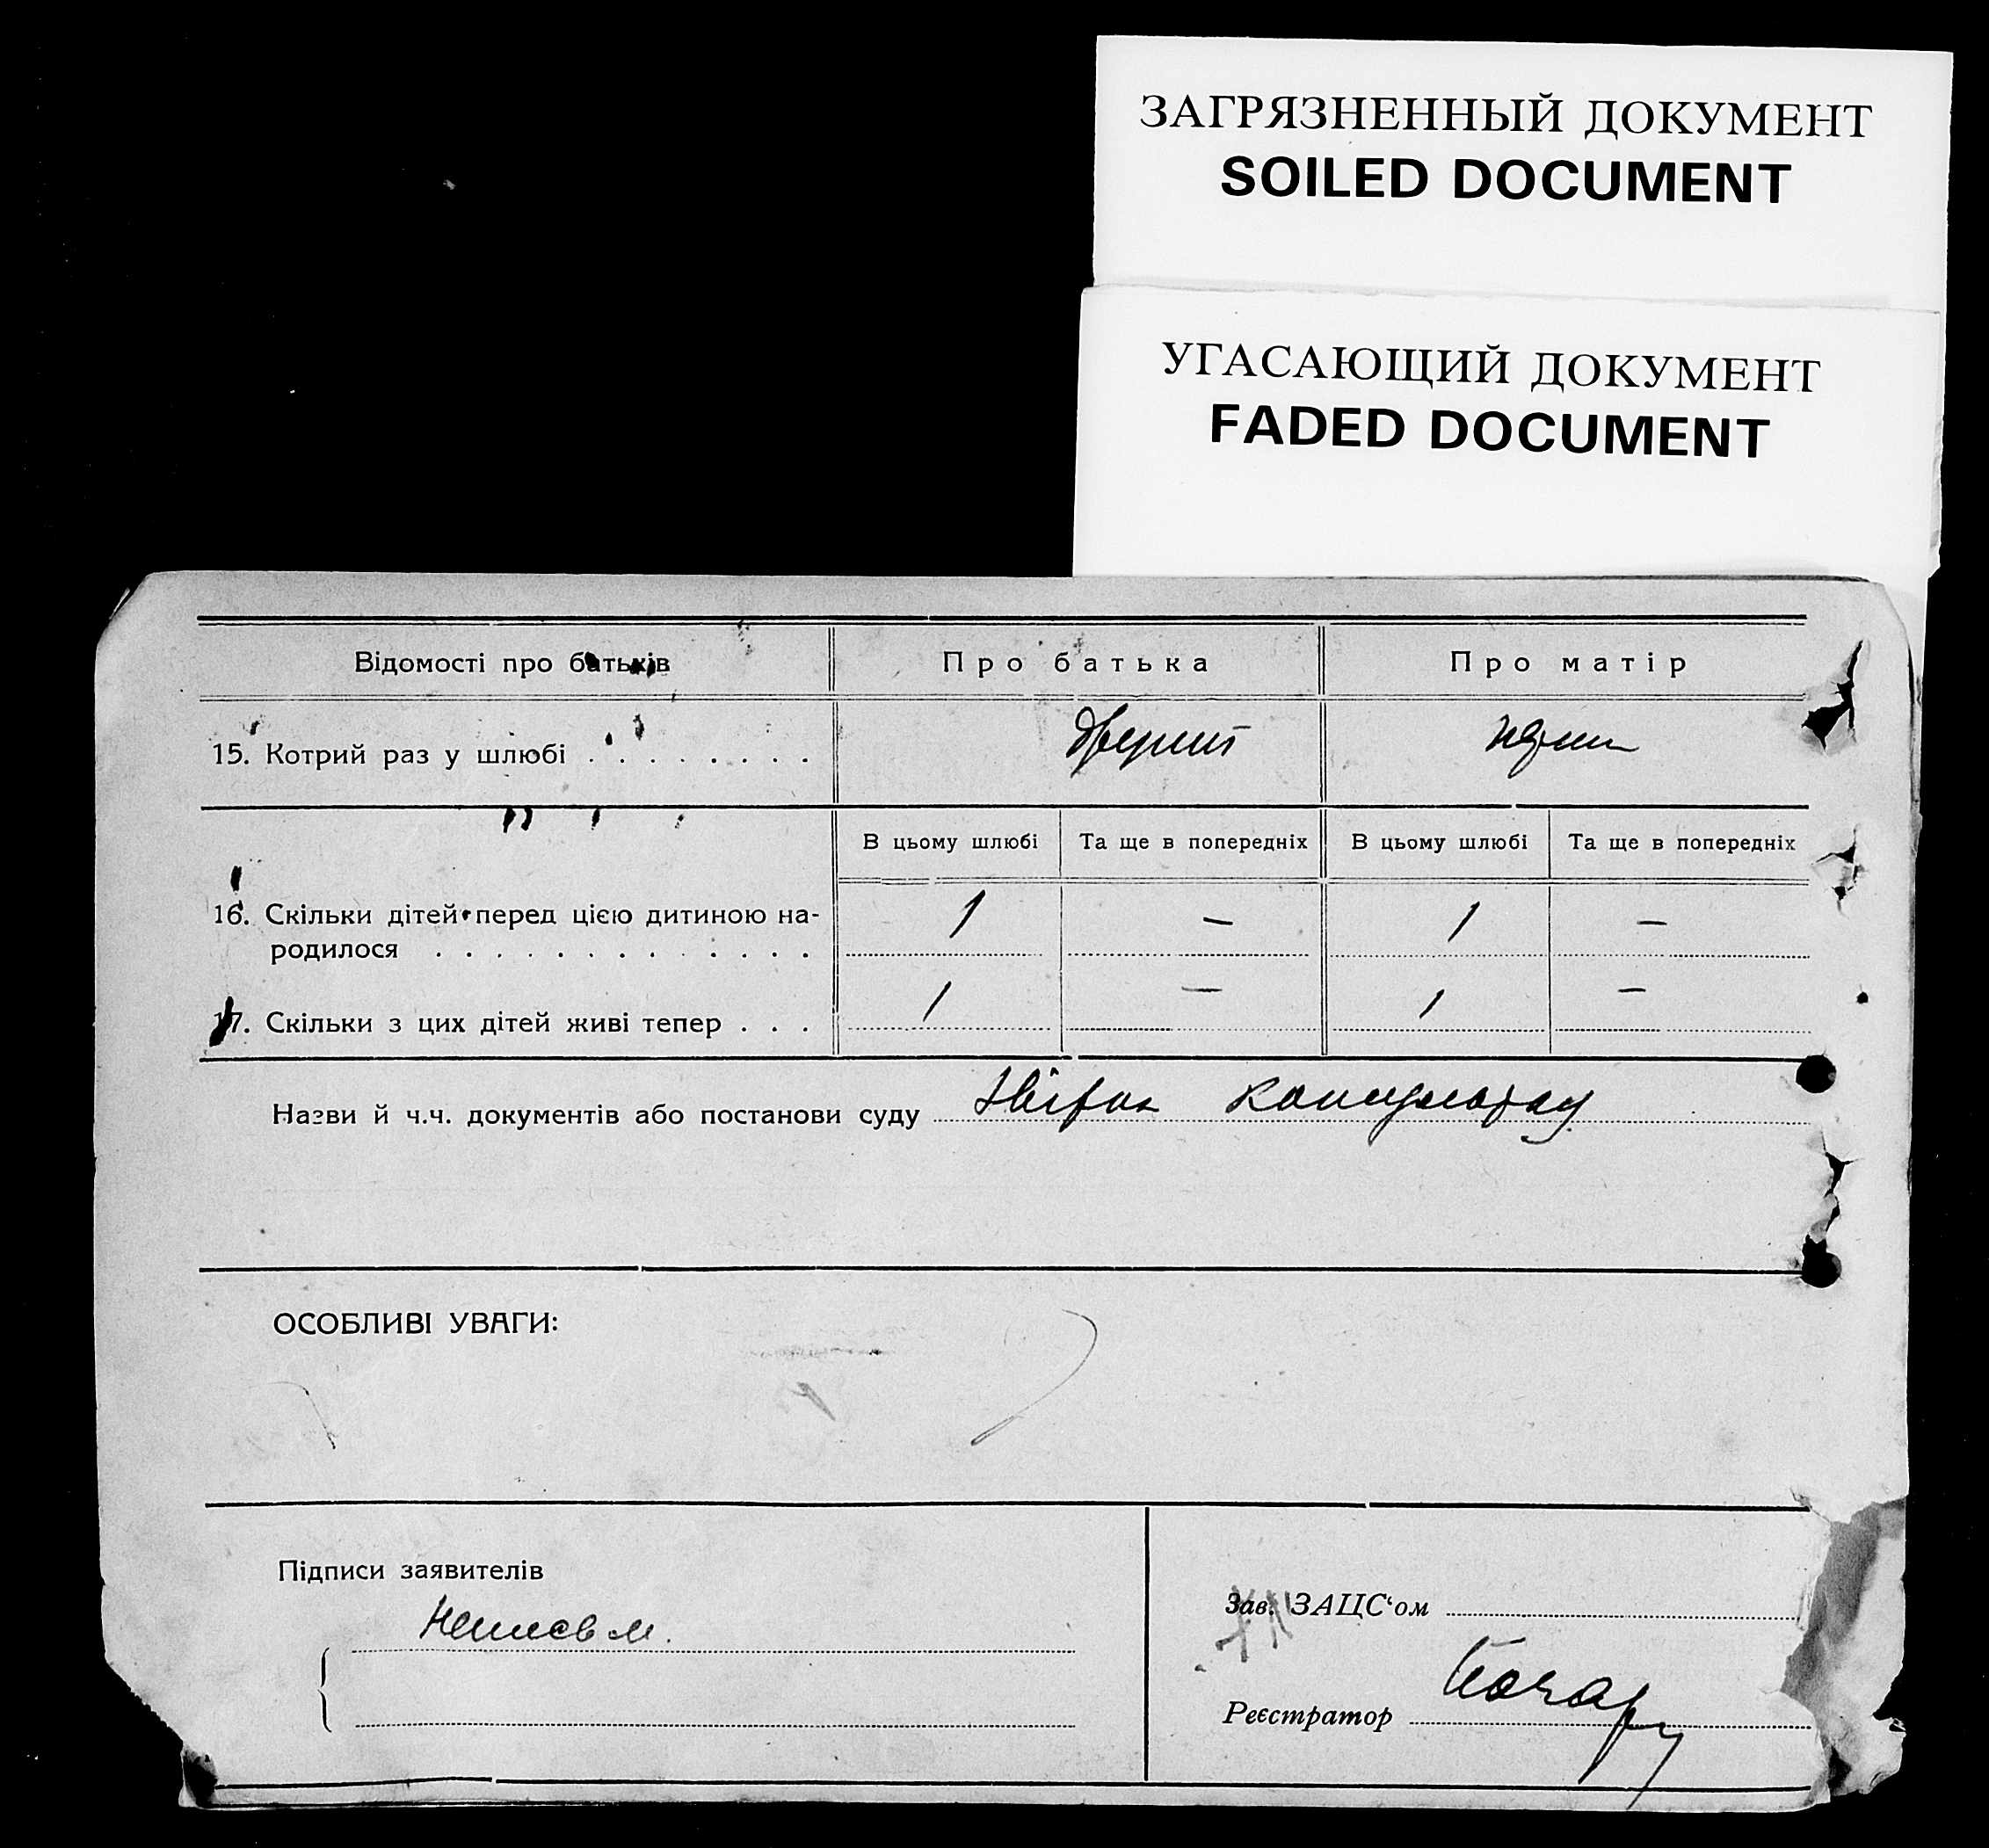 ЗАГРЯЗНЕННЫЙ ДОКУМЕНТ
SOILED DOCUMENT
УГАСАЮЩИЙ ДОКУМЕНТ
FADED DOCUMENT
Відомості про батьків Про батька Про матір
15. Котрий раз у шлюбі . . . . . . . .
В цьому шлюбі Та ще в попередніх В цьому шлюбі Та ще в попередніх
16. Скільки дітей перед цією дитиною на- 1 — 1 —
родилося . . . . . . . . . . . . .
17. Скільки з цих дітей живі тепер . . . 1 — 1 —
Назви й ч.ч. документів або постанови суду
ОСОБЛИВІ УВАГИ:
Підписи заявителів
Зав. ЗАЦС‘ом
Реєстратор